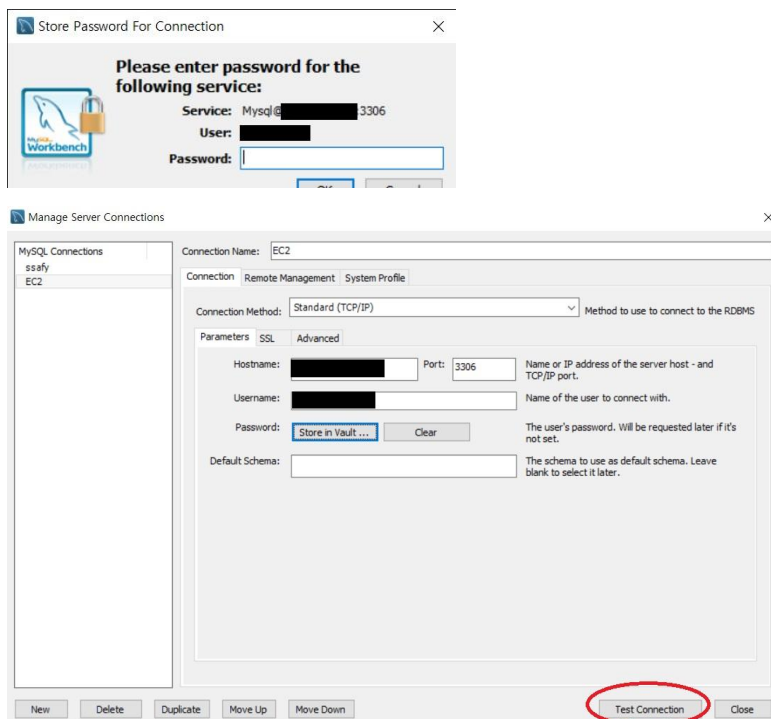 Store Password For Connection
Please enter password for the
following service:
Service: Mysql@ :3306
User:
MySQL
Workbench
Password:
Manage Server Connections
MySQL Connections
ssafy
EC2
Connection Name: EC2
Connection Remote Management System Profile
Connection Method: Standard (TCP/IP) Method to use to connect to the RDBMS
Parameters SSL Advanced
Hostname: Port: 3306 Name or IP address of the server host - and
TCP/IP port.
Username: Name of the user to connect with.
Password: Store in Vault ... Clear The user's password. Will be requested later if it's
not set.
Default Schema: The schema to use as default schema. Leave
blank to select it later.
New Delete Duplicate Move Up Move Down Test Connection Close